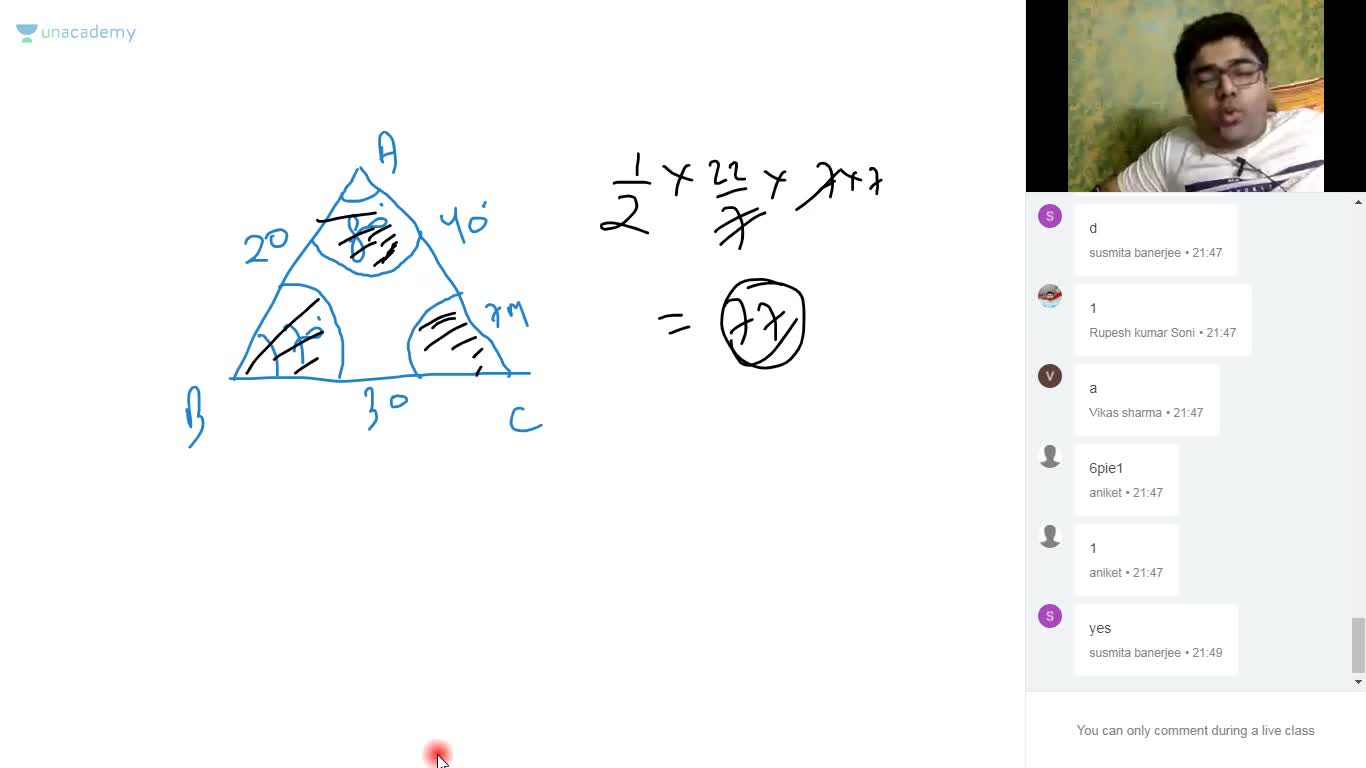 unacademy
A
20
80°
40°
7M
B
30
C
1/2 × 22/7 × 7×7
= 77
d
susmita banerjee • 21:47
1
Rupesh kumar Soni • 21:47
a
Vikas sharma • 21:47
6pie1
aniket • 21:47
1
aniket • 21:47
yes
susmita banerjee • 21:49
You can only comment during a live class